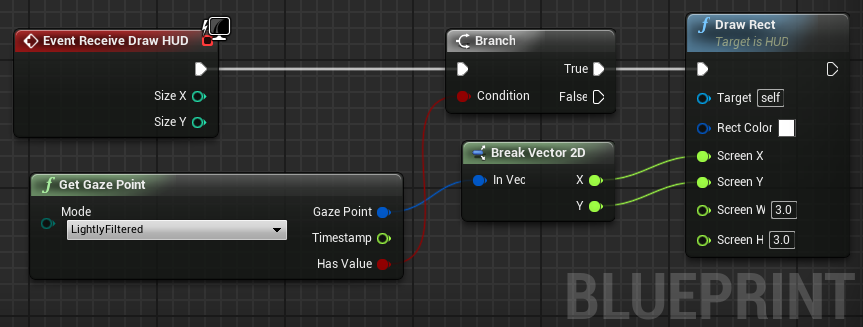 Event Receive Draw HUD
Size X
Size Y
Branch
True
Condition
False
Draw Rect
Target is HUD
Target self
Rect Color
Screen X
Screen Y
Screen W 3.0
Screen H 3.0
Break Vector 2D
In Vec
X
Y
f Get Gaze Point
Mode
LightlyFiltered
Gaze Point
Timestamp
Has Value
BLUEPRINT